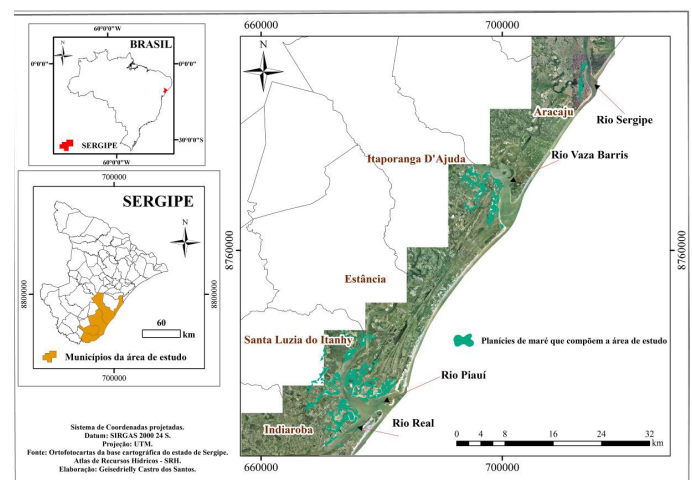 60°0'0"W
BRASIL
N
0°0'0"
0°0'0"
30°0'0"S
SERGIPE
60°0'0"W
700000
SERGIPE
N
8800000
8800000
60
km
Municípios da área de estudo
700000
Sistema de Coordenadas projetadas.
Datum: SIRGAS 2000 24 S.
Projeção: UTM.
Fonte: Ortofotocartas da base cartográfica do estado de Sergipe.
Atlas de Recursos Hídricos - SRH.
Elaboração: Geisedrielly Castro dos Santos.
660000
700000
N
Aracaju
Rio Sergipe
Itaporanga D'Ajuda
Rio Vaza Barris
8760000
8760000
Estância
Santa Luzia do Itanhy
Planícies de maré que compõem a área de estudo
Rio Piauí
Rio Real
Indiaroba
0 4 8 16 24 32
km
660000
700000